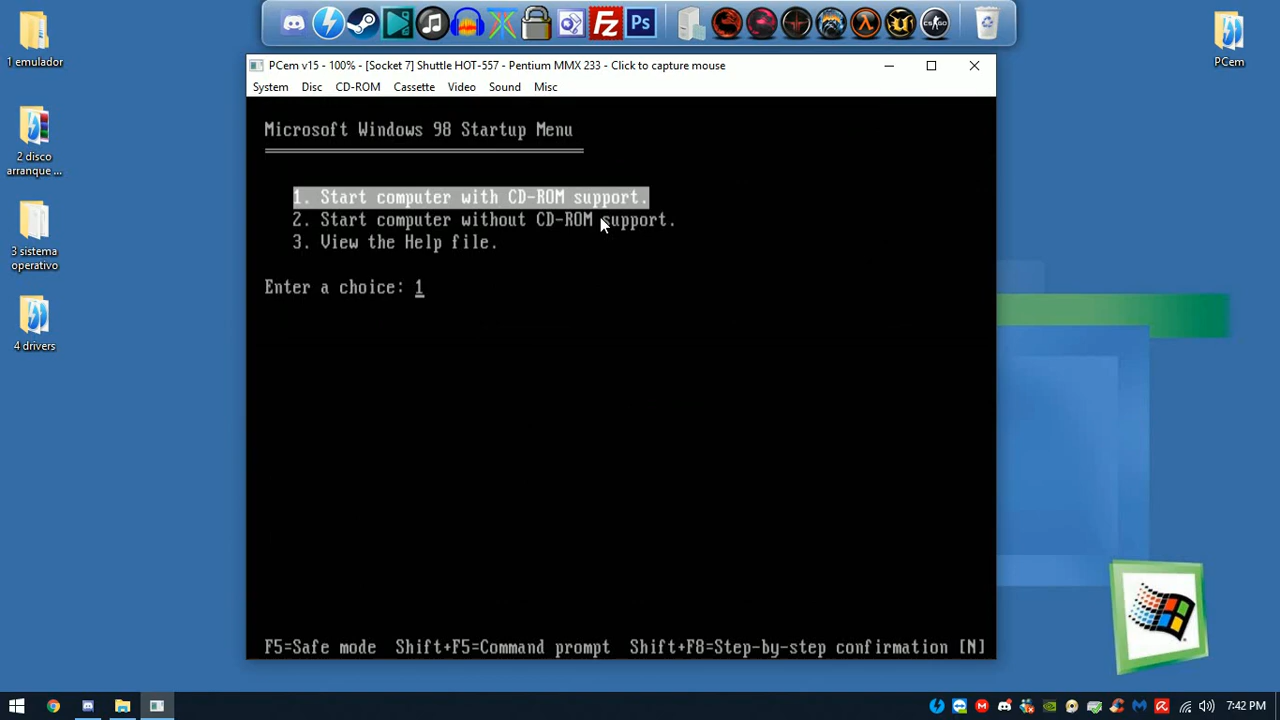 1 emulador
2 disco
arranque ...
3 sistema
operativo
4 drivers
PCem
Fz
Ps
CS:GO
PCem v15 - 100% - [Socket 7] Shuttle HOT-557 - Pentium MMX 233 - Click to capture mouse
System Disc CD-ROM Cassette Video Sound Misc
Microsoft Windows 98 Startup Menu
1. Start computer with CD-ROM support.
2. Start computer without CD-ROM support.
3. View the Help file.
Enter a choice: 1
F5=Safe mode Shift+F5=Command prompt Shift+F8=Step-by-step confirmation [N]
7:42 PM